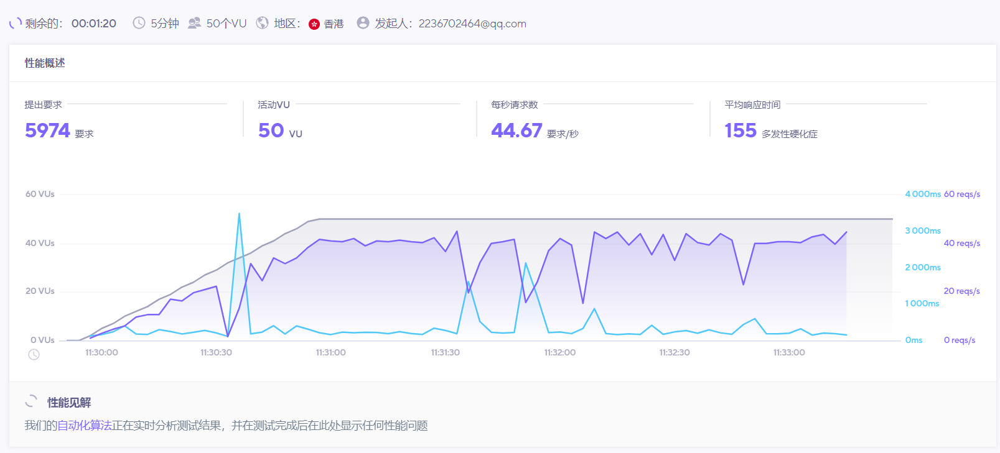 剩余的： 00:01:20 5分钟 50个VU 地区： 香港 发起人：2236702464@qq.com
性能概述
提出要求 活动VU 每秒请求数 平均响应时间
5974 要求 50 VU 44.67 要求/秒 155 多发性硬化症
60 VUs 4 000ms 60 reqs/s
3 000ms
40 VUs 40 reqs/s
2 000ms
20 VUs 20 reqs/s
1 000ms
0 VUs 0ms 0 reqs/s
11:30:00 11:30:30 11:31:00 11:31:30 11:32:00 11:32:30 11:33:00
性能见解
我们的自动化算法正在实时分析测试结果，并在测试完成后在此处显示任何性能问题